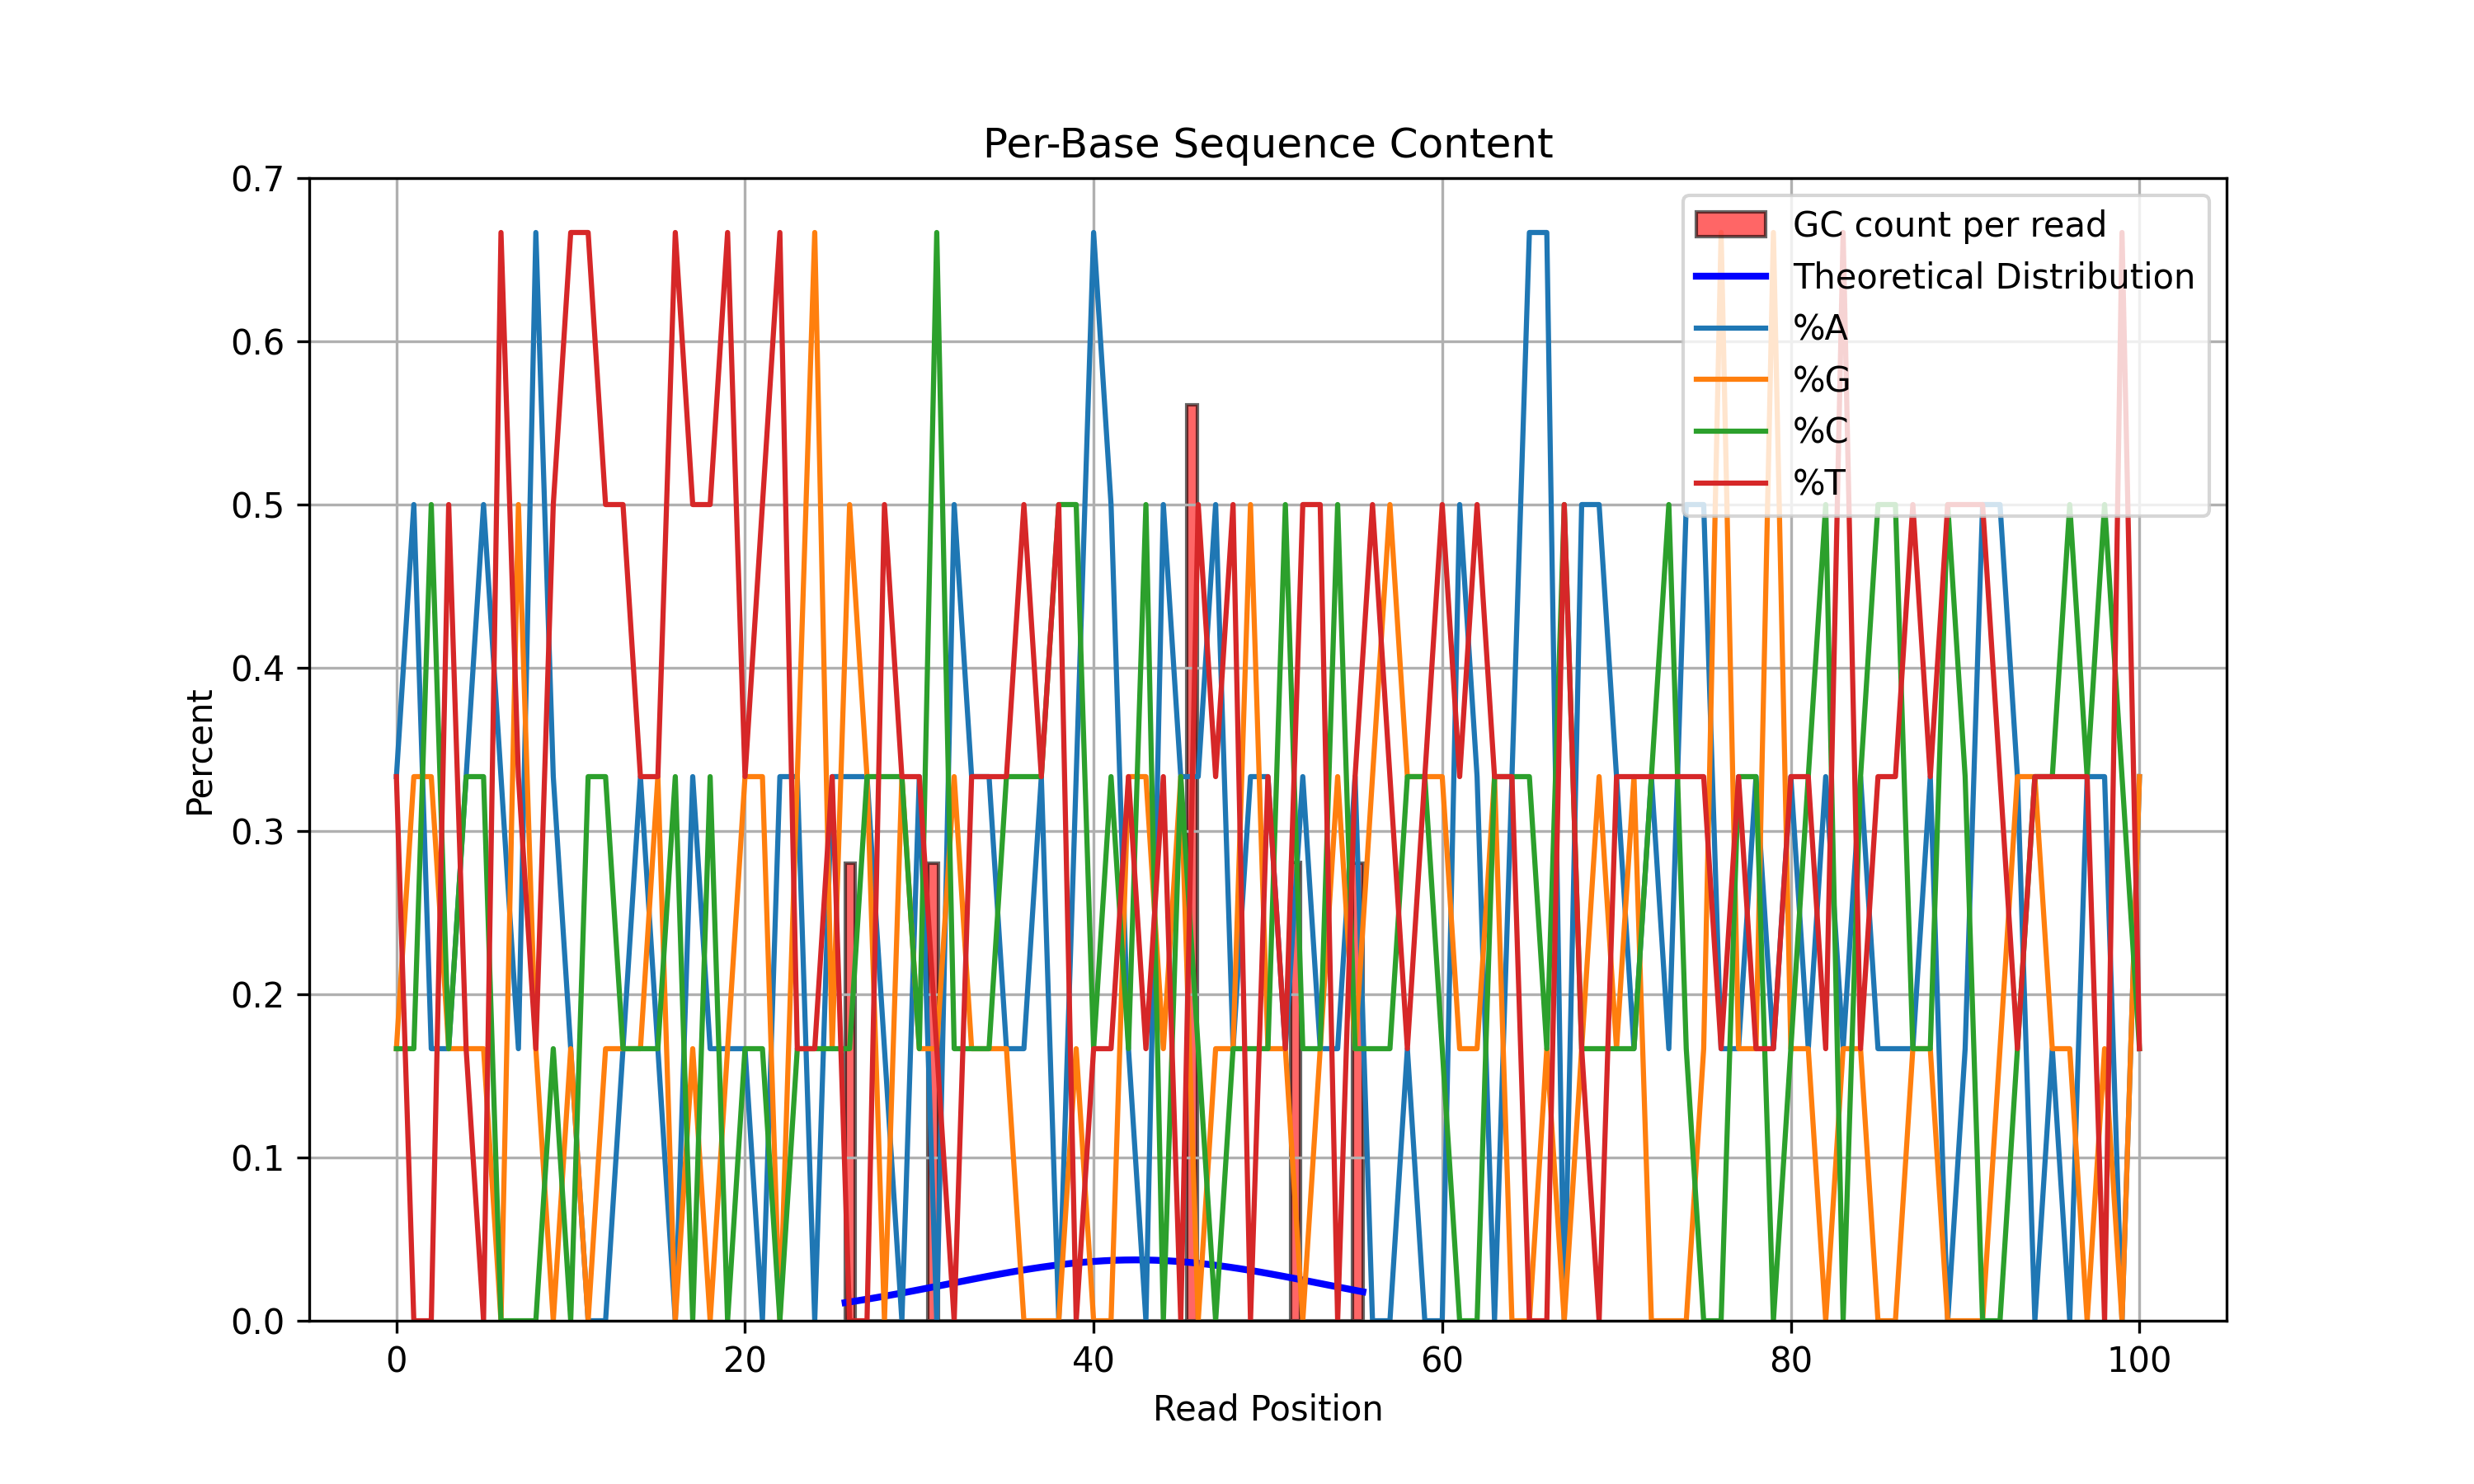 Per-Base Sequence Content
0.7
0.6
0.5
0.4
0.3
0.2
0.1
0.0
Percent
GC count per read
Theoretical Distribution
%A
%G
%C
%T
0 20 40 60 80 100
Read Position